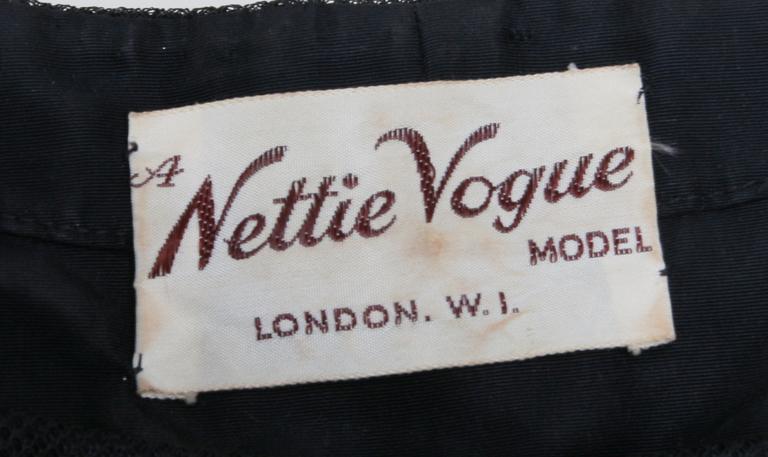 A Nettie Vogue
MODEL
LONDON. W. I.